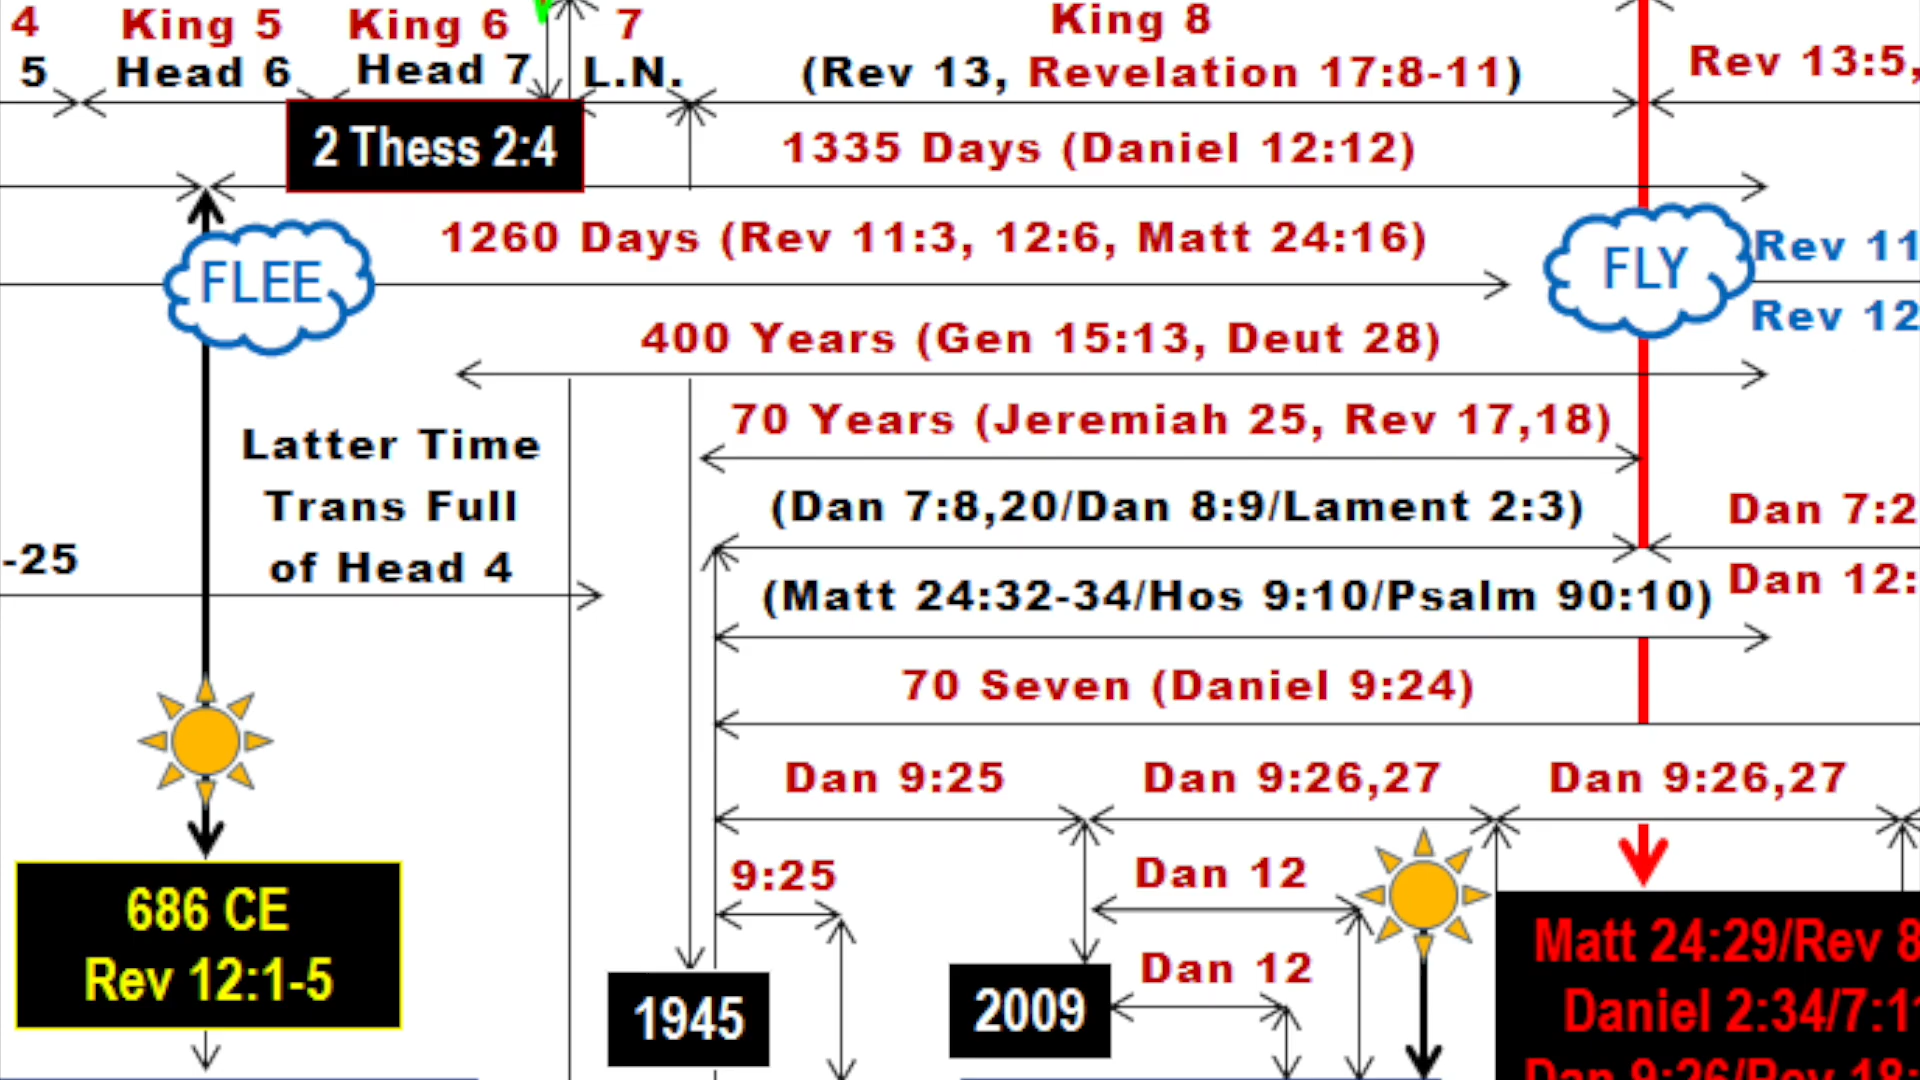 4 King 5 King 6 7 King 8
5 Head 6 Head 7 L.N. (Rev 13, Revelation 17:8-11) Rev 13:5,
2 Thess 2:4
1335 Days (Daniel 12:12)
FLEE
1260 Days (Rev 11:3, 12:6, Matt 24:16)
FLY
Rev 11
Rev 12
400 Years (Gen 15:13, Deut 28)
70 Years (Jeremiah 25, Rev 17,18)
Latter Time
Trans Full
of Head 4
-25
(Dan 7:8,20/Dan 8:9/Lament 2:3)
Dan 7:2
(Matt 24:32-34/Hos 9:10/Psalm 90:10)
Dan 12:
70 Seven (Daniel 9:24)
Dan 9:25 Dan 9:26,27 Dan 9:26,27
9:25 Dan 12
Dan 12
686 CE
Rev 12:1-5
1945
2009
Matt 24:29/Rev 8
Daniel 2:34/7:11
Dan 9:26/Rev 18: